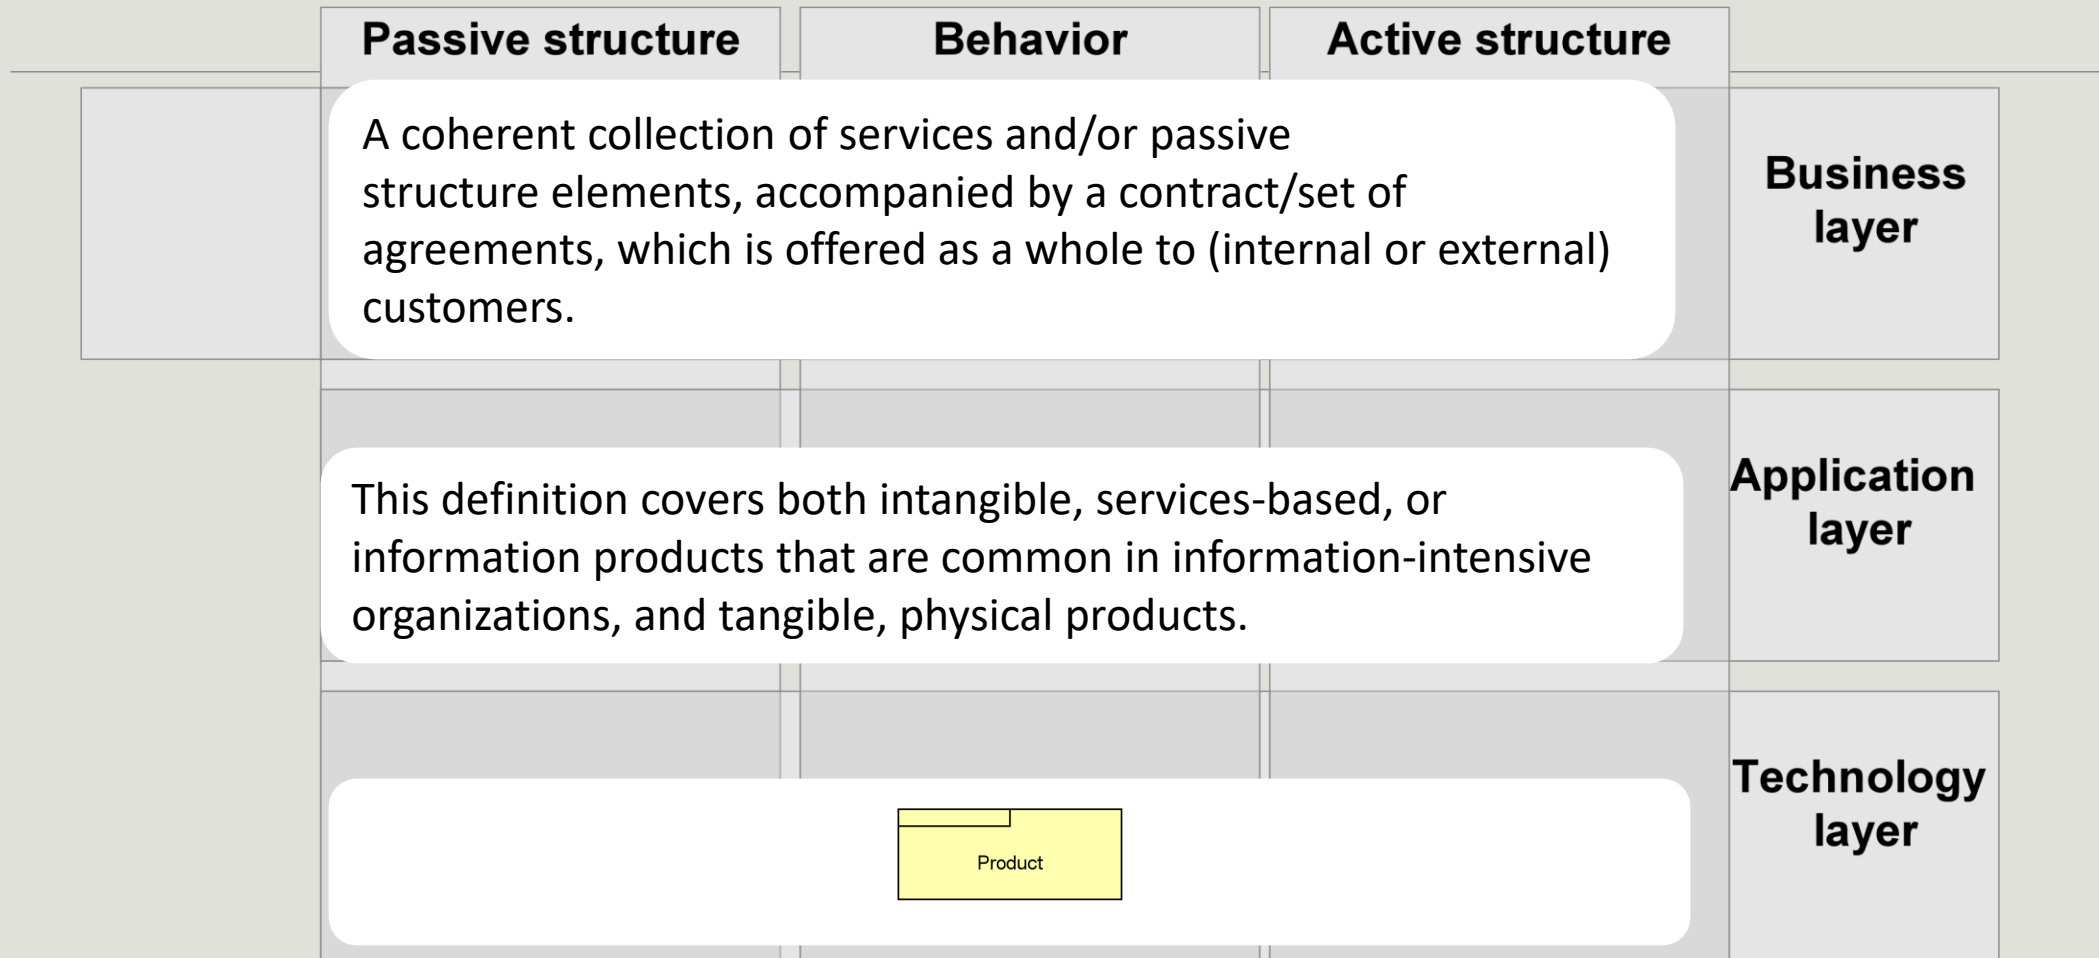 Passive structure
Behavior
Active structure
A coherent collection of services and/or passive
structure elements, accompanied by a contract/set of
agreements, which is offered as a whole to (internal or external)
customers.
Business
layer
This definition covers both intangible, services-based, or
information products that are common in information-intensive
organizations, and tangible, physical products.
Application
layer
Product
Technology
layer